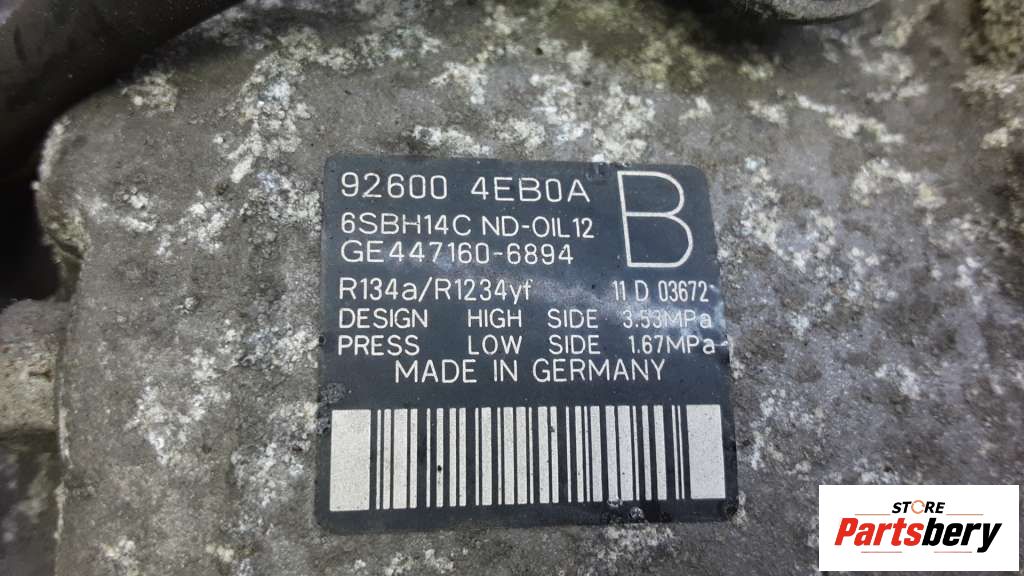 92600 4EB0A B
6SBH14C ND-OIL12
GE447160-6894
R134a/R1234yf 11 D 03672
DESIGN HIGH SIDE 3.53MPa
PRESS LOW SIDE 1.67MPa
MADE IN GERMANY
STORE
Partsbery